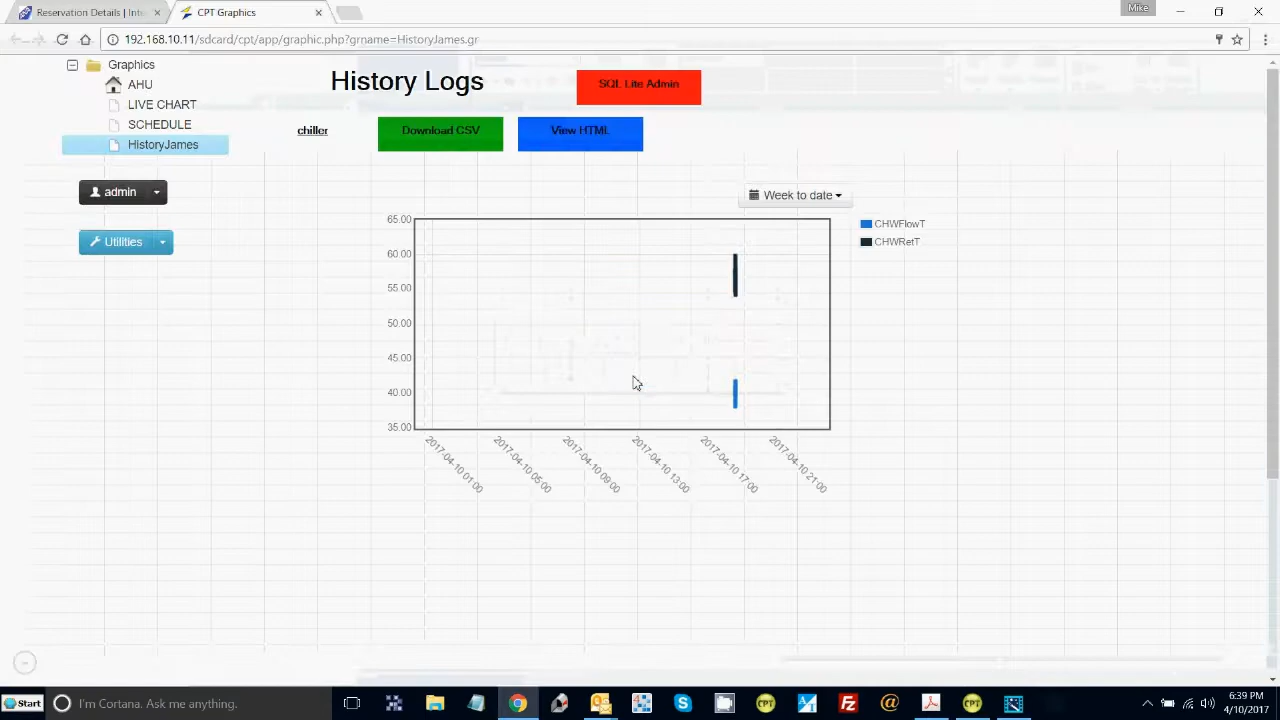 Reservation Details | Inte
CPT Graphics
Mike
192.168.10.11/sdcard/cpt/app/graphic.php?grname=HistoryJames.gr
Graphics
AHU
LIVE CHART
SCHEDULE
HistoryJames
admin
Utilities
History Logs
SQL Lite Admin
chiller
Download CSV
View HTML
Week to date
CHWFlowT
CHWRetT
65.00
60.00
55.00
50.00
45.00
40.00
35.00
2017-04-10 01:00
2017-04-10 05:00
2017-04-10 09:00
2017-04-10 13:00
2017-04-10 17:00
2017-04-10 21:00
Start
I'm Cortana. Ask me anything.
CPT
CPT
6:39 PM
4/10/2017